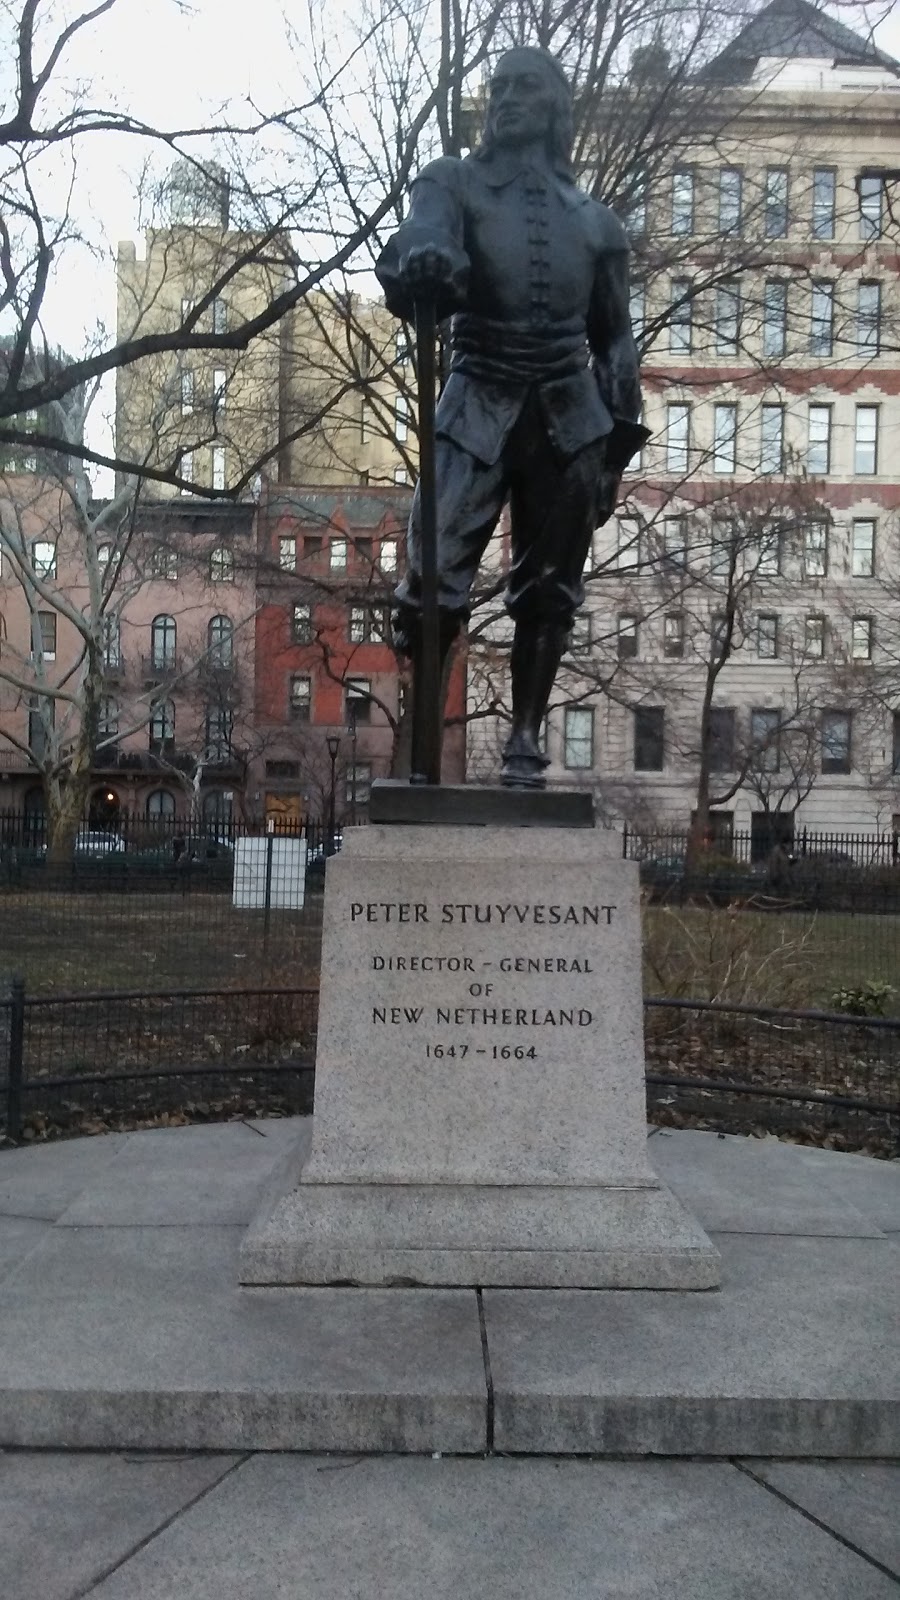 PETER STUYVESANT
DIRECTOR - GENERAL
OF
NEW NETHERLAND
1647 - 1664